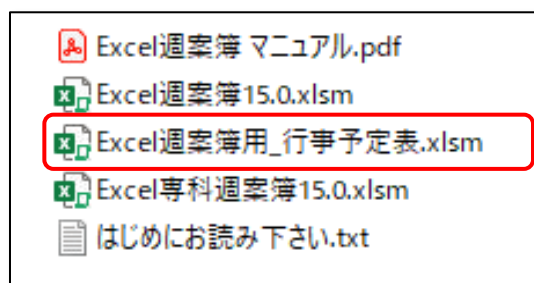 Excel週案簿 マニュアル.pdf
Excel週案簿15.0.xlsm
Excel週案簿用_行事予定表.xlsm
Excel専科週案簿15.0.xlsm
はじめにお読み下さい.txt